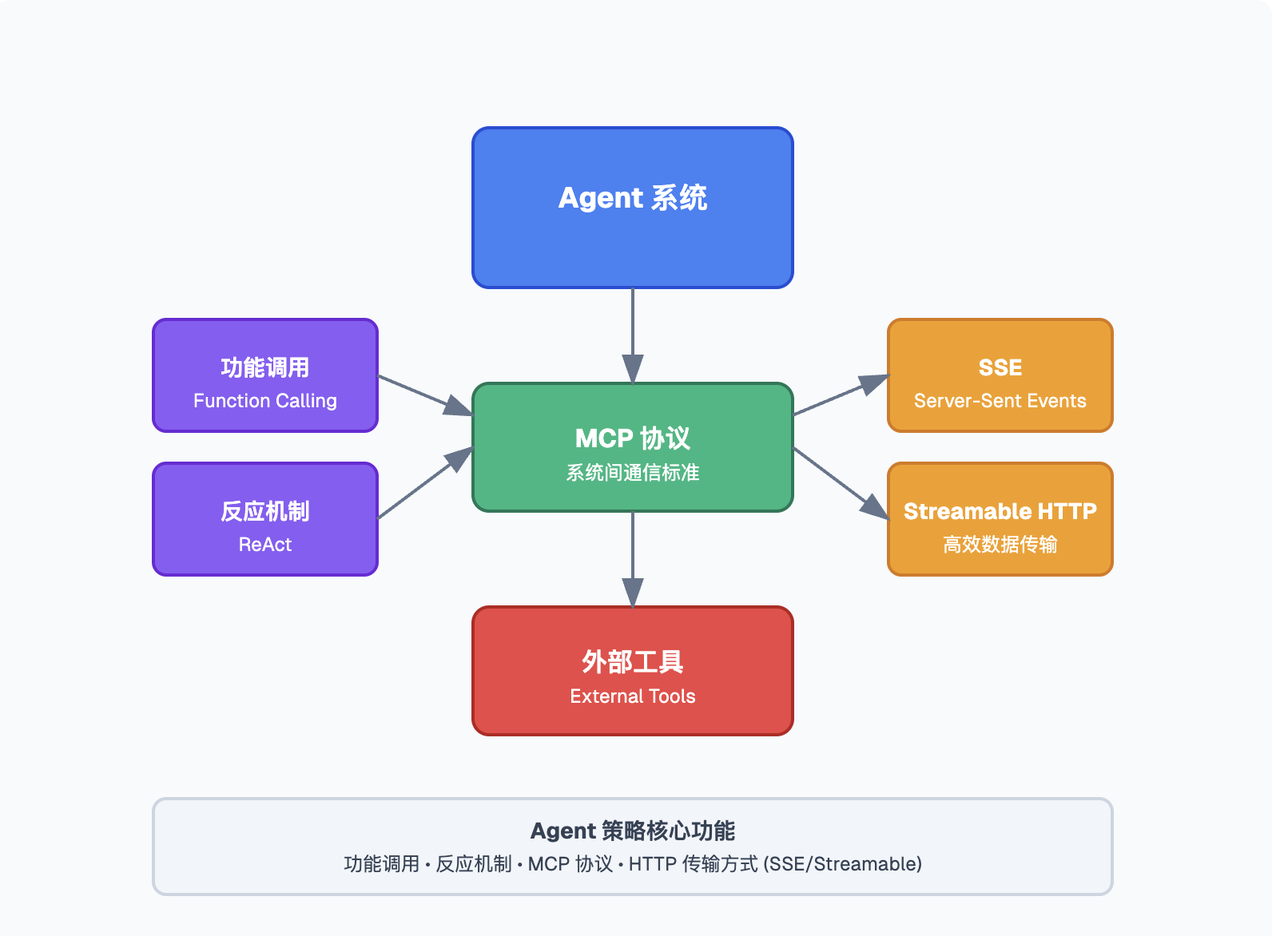 Agent 系统
功能调用
Function Calling
SSE
Server-Sent Events
MCP 协议
系统间通信标准
反应机制
ReAct
Streamable HTTP
高效数据传输
外部工具
External Tools
Agent 策略核心功能
功能调用 • 反应机制 • MCP 协议 • HTTP 传输方式 (SSE/Streamable)